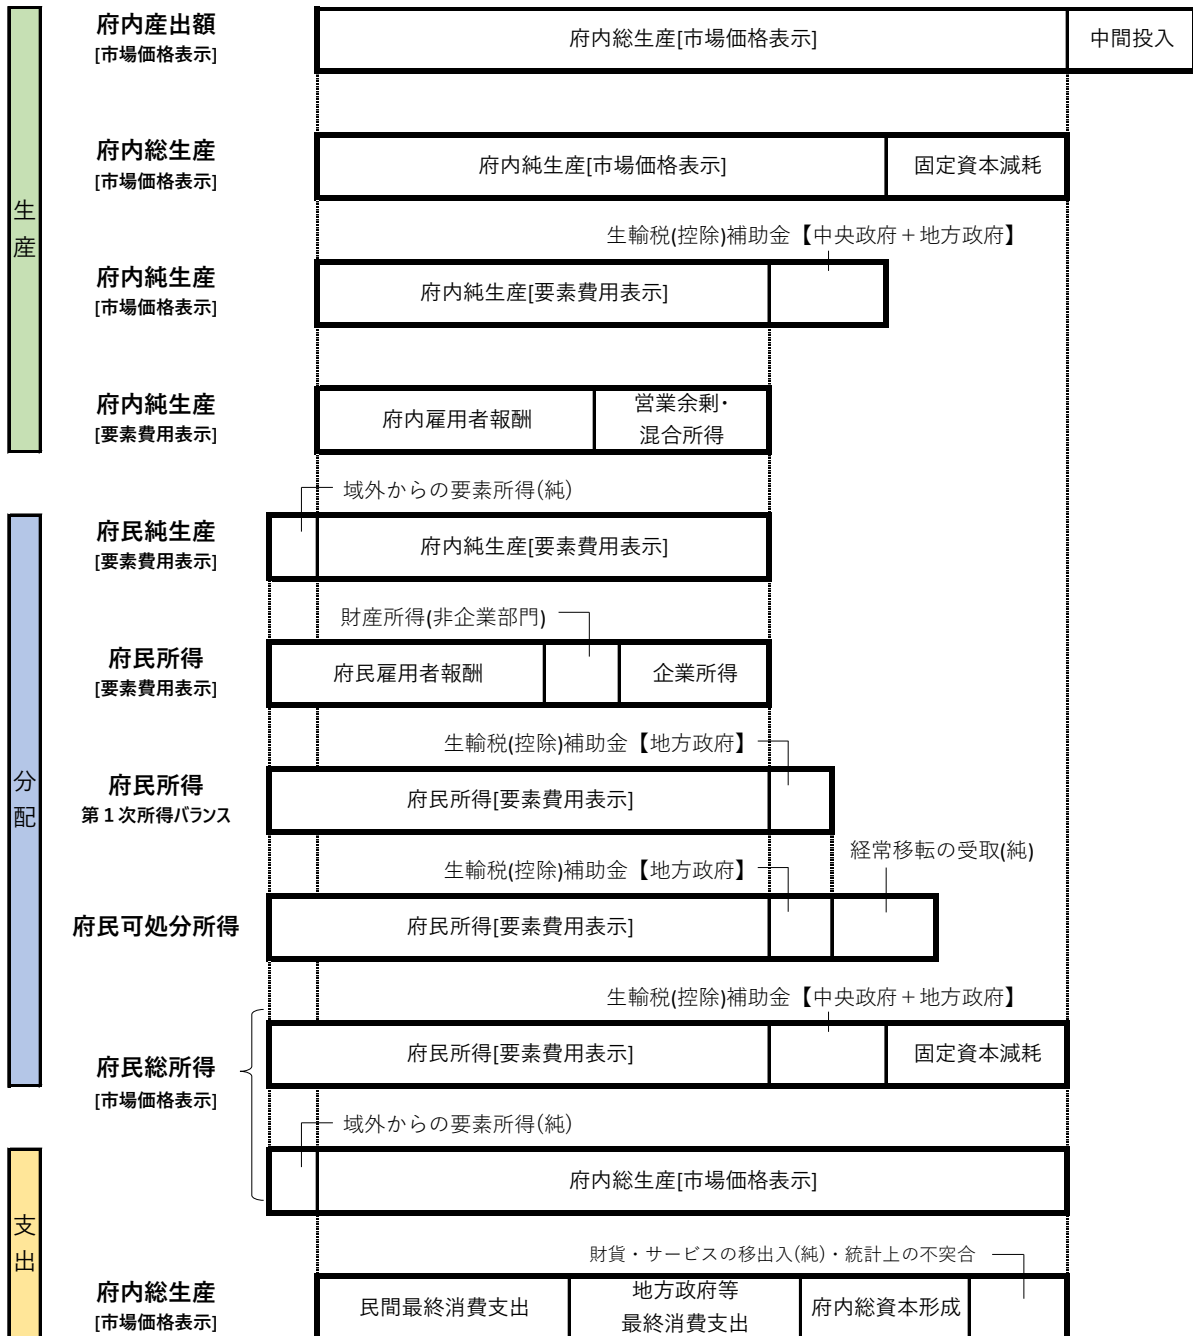 生産
府内産出額
[市場価格表示]
府内総生産[市場価格表示]
中間投入
府内総生産
[市場価格表示]
府内純生産[市場価格表示]
固定資本減耗
生輸税(控除)補助金【中央政府＋地方政府】
府内純生産
[市場価格表示]
府内純生産[要素費用表示]
府内純生産
[要素費用表示]
府内雇用者報酬
営業余剰・
混合所得
分配
域外からの要素所得(純)
府民純生産
[要素費用表示]
府内純生産[要素費用表示]
財産所得(非企業部門)
府民所得
[要素費用表示]
府民雇用者報酬
企業所得
生輸税(控除)補助金【地方政府】
府民所得
第１次所得バランス
府民所得[要素費用表示]
経常移転の受取(純)
生輸税(控除)補助金【地方政府】
府民可処分所得
府民所得[要素費用表示]
生輸税(控除)補助金【中央政府＋地方政府】
府民総所得
[市場価格表示]
府民所得[要素費用表示]
固定資本減耗
域外からの要素所得(純)
府内総生産[市場価格表示]
支出
財貨・サービスの移出入(純)・統計上の不突合
府内総生産
[市場価格表示]
民間最終消費支出
地方政府等
最終消費支出
府内総資本形成